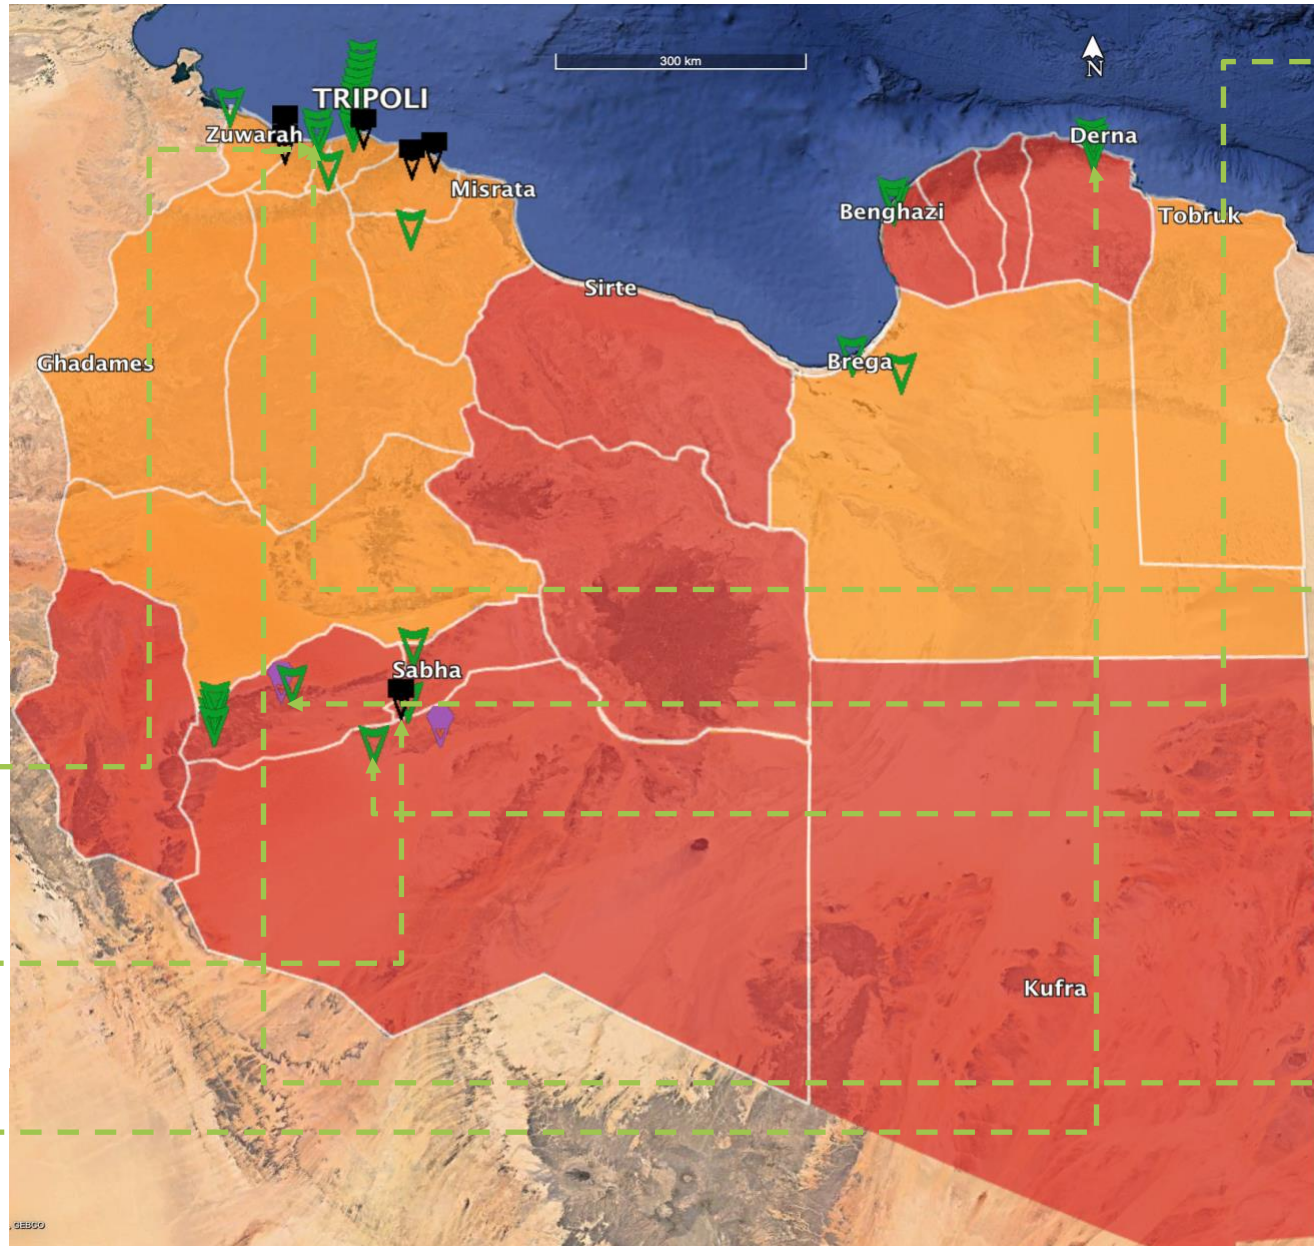 300 km
N
TRIPOLI
Zuwarah
Derna
Misrata
Benghazi
Tobruk
Sirte
Ghadames
Brega
Sabha
Kufra
, GEBCO